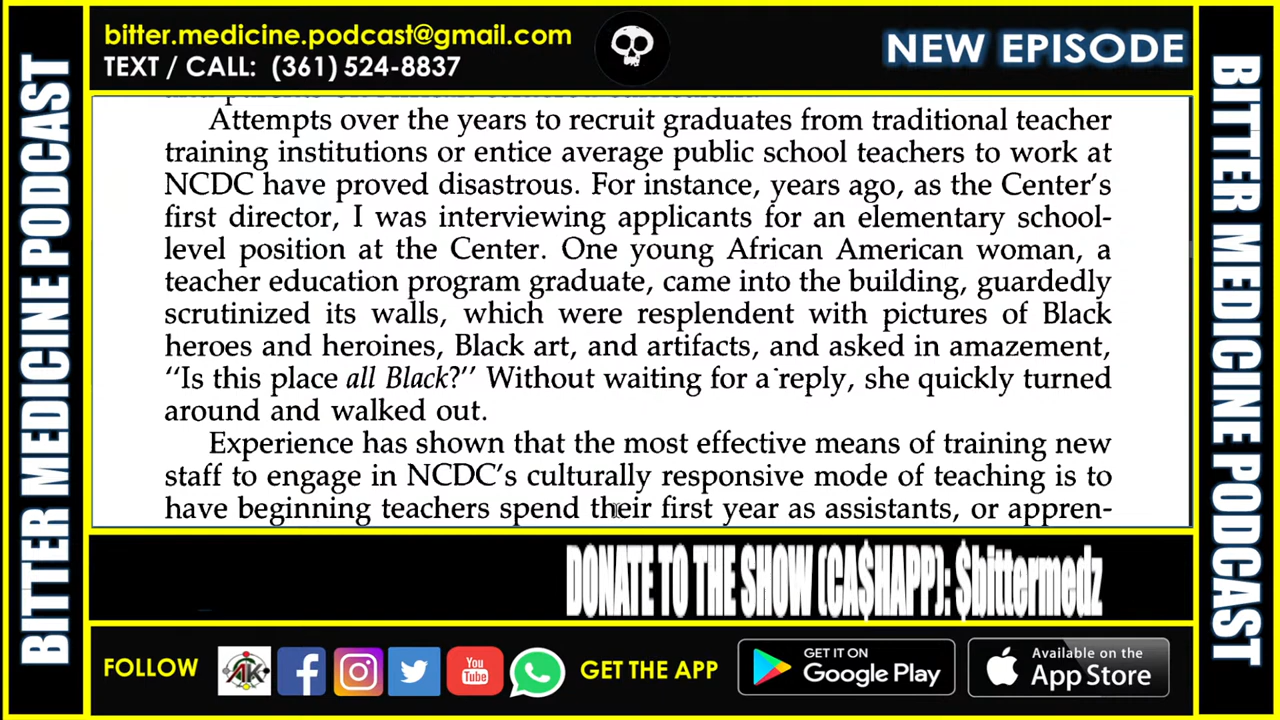 bitter.medicine.podcast@gmail.com
TEXT / CALL: (361) 524-8837
NEW EPISODE
BITTER MEDICINE PODCAST
Attempts over the years to recruit graduates from traditional teacher
training institutions or entice average public school teachers to work at
NCDC have proved disastrous. For instance, years ago, as the Center's
first director, I was interviewing applicants for an elementary school-
level position at the Center. One young African American woman, a
teacher education program graduate, came into the building, guardedly
scrutinized its walls, which were resplendent with pictures of Black
heroes and heroines, Black art, and artifacts, and asked in amazement,
''Is this place all Black?'' Without waiting for a reply, she quickly turned
around and walked out.
Experience has shown that the most effective means of training new
staff to engage in NCDC's culturally responsive mode of teaching is to
have beginning teachers spend their first year as assistants, or appren-
BITTER MEDICINE PODCAST
DONATE TO THE SHOW (CA$HAPP): $bittermedz
FOLLOW
ATK
You
Tube
GET THE APP
GET IT ON
Google Play
Available on the
App Store